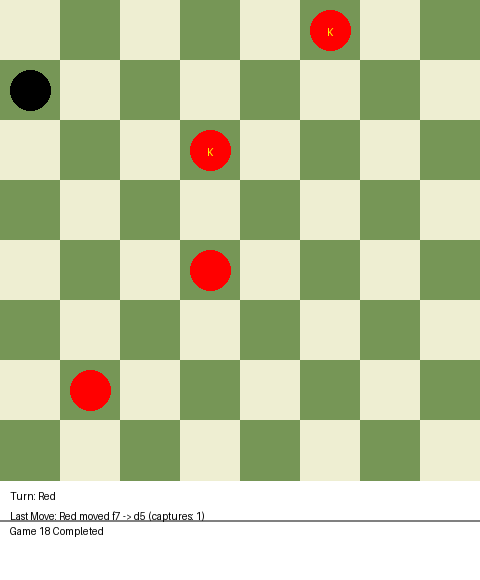 K
K
Turn: Red
Last Move: Red moved f7 -> d5 (captures: 1)
Game 18 Completed